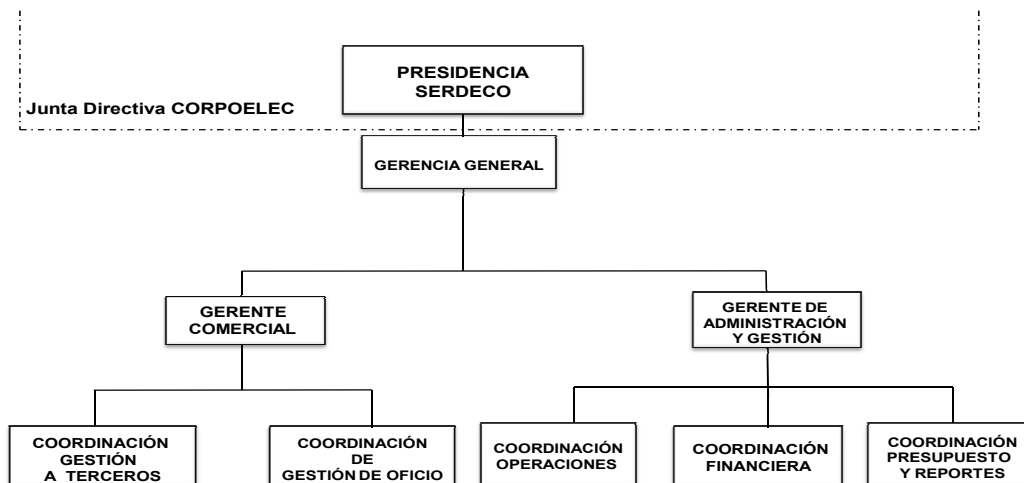 PRESIDENCIA
SERDECO
Junta Directiva CORPOELEC
GERENCIA GENERAL
GERENTE
COMERCIAL
GERENTE DE
ADMINISTRACIÓN
Y GESTIÓN
COORDINACIÓN
GESTIÓN
A TERCEROS
COORDINACIÓN
DE
GESTIÓN DE OFICIO
COORDINACIÓN
OPERACIONES
COORDINACIÓN
FINANCIERA
COORDINACIÓN
PRESUPUESTO
Y REPORTES